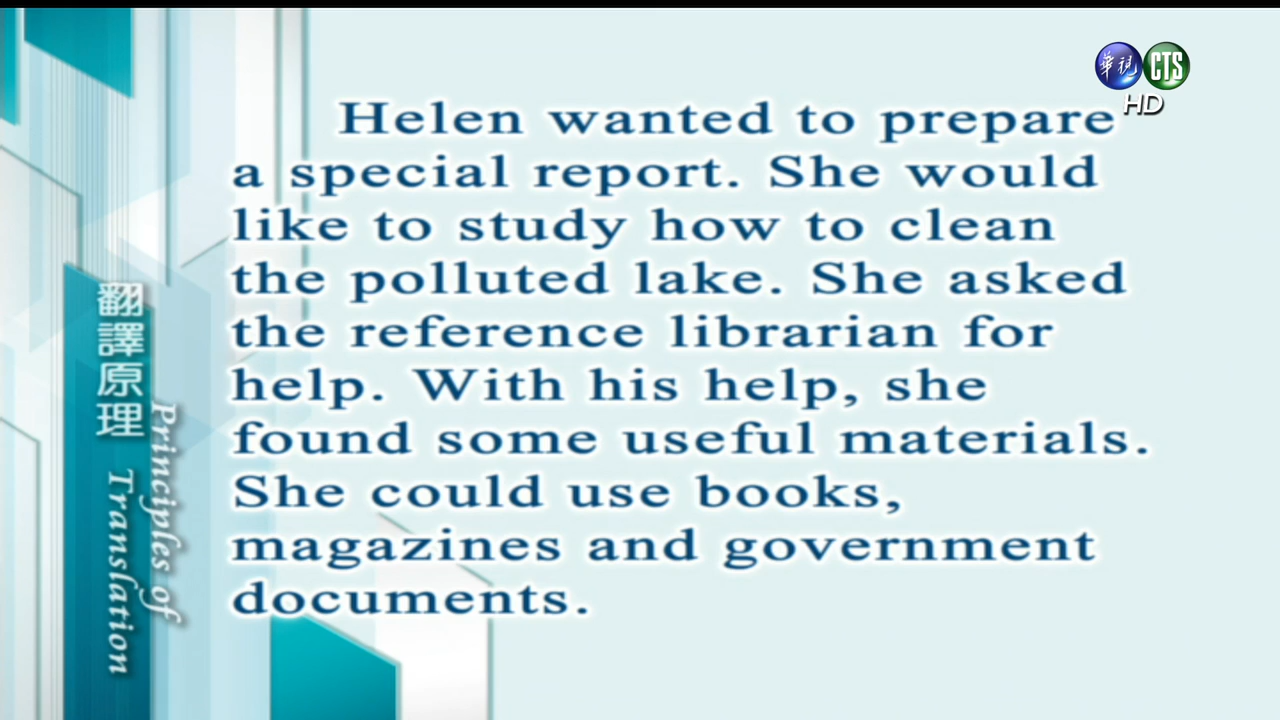 華視 CTS
HD
Helen wanted to prepare
a special report. She would
like to study how to clean
the polluted lake. She asked
the reference librarian for
help. With his help, she
found some useful materials.
She could use books,
magazines and government
documents.
翻譯原理
Principles of
Translation